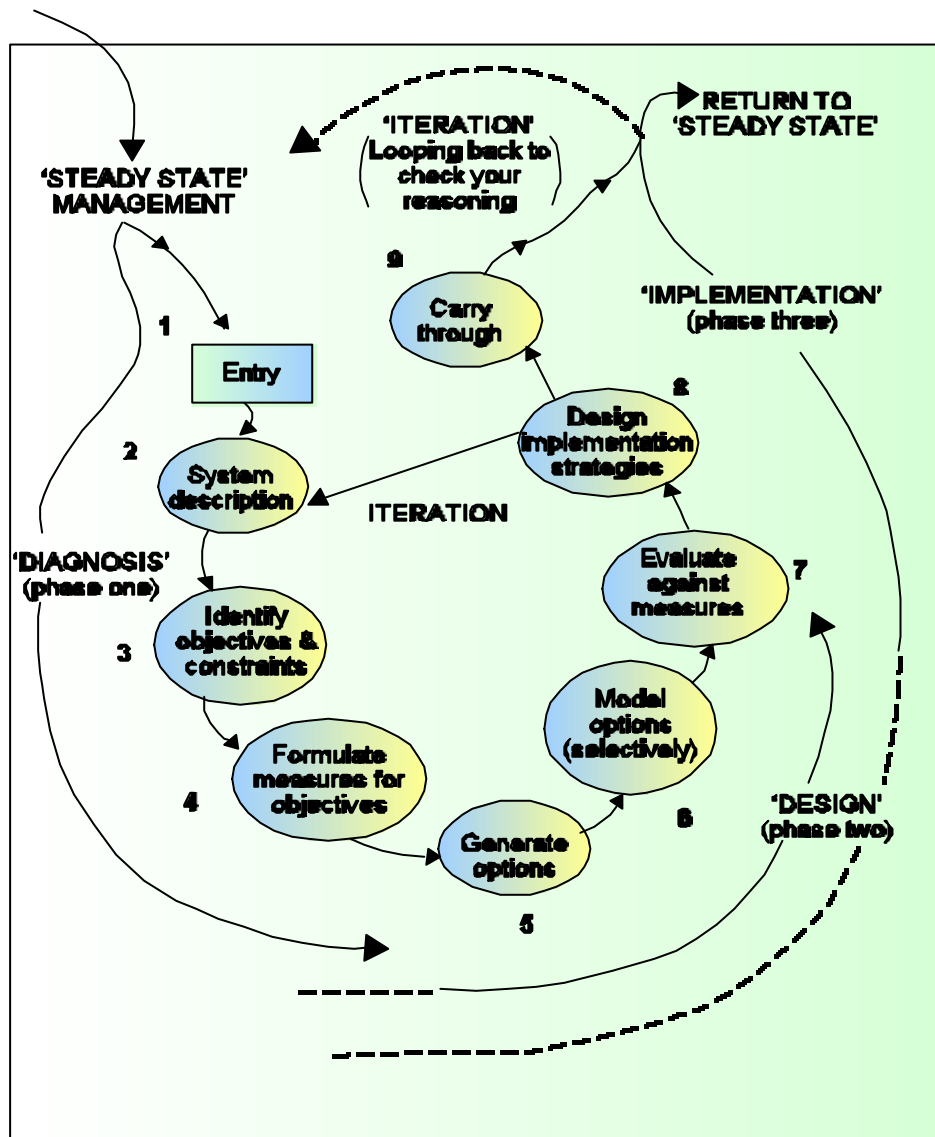 RETURN TO
‘STEADY STATE’
‘ITERATION’
Looping back to
check your
reasoning
‘STEADY STATE’
MANAGEMENT
9
‘IMPLEMENTATION’
(phase three)
1
Carry
through
Entry
8
Design
implementation
strategies
2
System
description
ITERATION
‘DIAGNOSIS’
(phase one)
Evaluate
against
measures
7
3
Identify
objectives &
constraints
Model
options
(selectively)
4
Formulate
measures for
objectives
6
‘DESIGN’
(phase two)
Generate
options
5